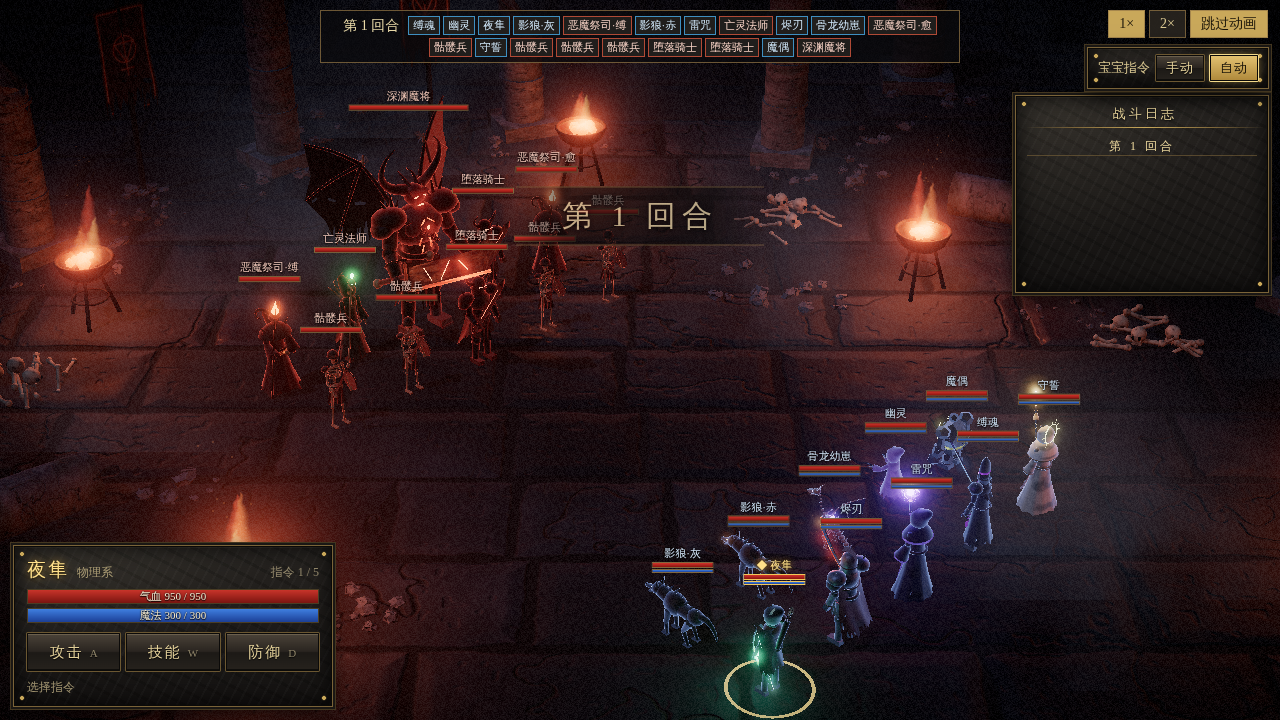 第 1 回合 缚魂 幽灵 夜隼 影狼·灰 恶魔祭司·缚 影狼·赤 雷咒 亡灵法师 烬刃 骨龙幼崽 恶魔祭司·愈
骷髅兵 守誓 骷髅兵 骷髅兵 骷髅兵 堕落骑士 堕落骑士 魔偶 深渊魔将
1× 2× 跳过动画
宝宝指令 手动 自动
战斗日志
第 1 回合
深渊魔将
恶魔祭司·愈
堕落骑士
骷髅兵
第 1 回合
骷髅兵
堕落骑士
亡灵法师
恶魔祭司·缚
骷髅兵
骷髅兵
魔偶
守誓
幽灵
缚魂
骨龙幼崽
雷咒
影狼·赤
烬刃
影狼·灰
夜隼
夜隼 物理系 指令 1 / 5
气血 950 / 950
魔法 300 / 300
攻击 A 技能 W 防御 D
选择指令